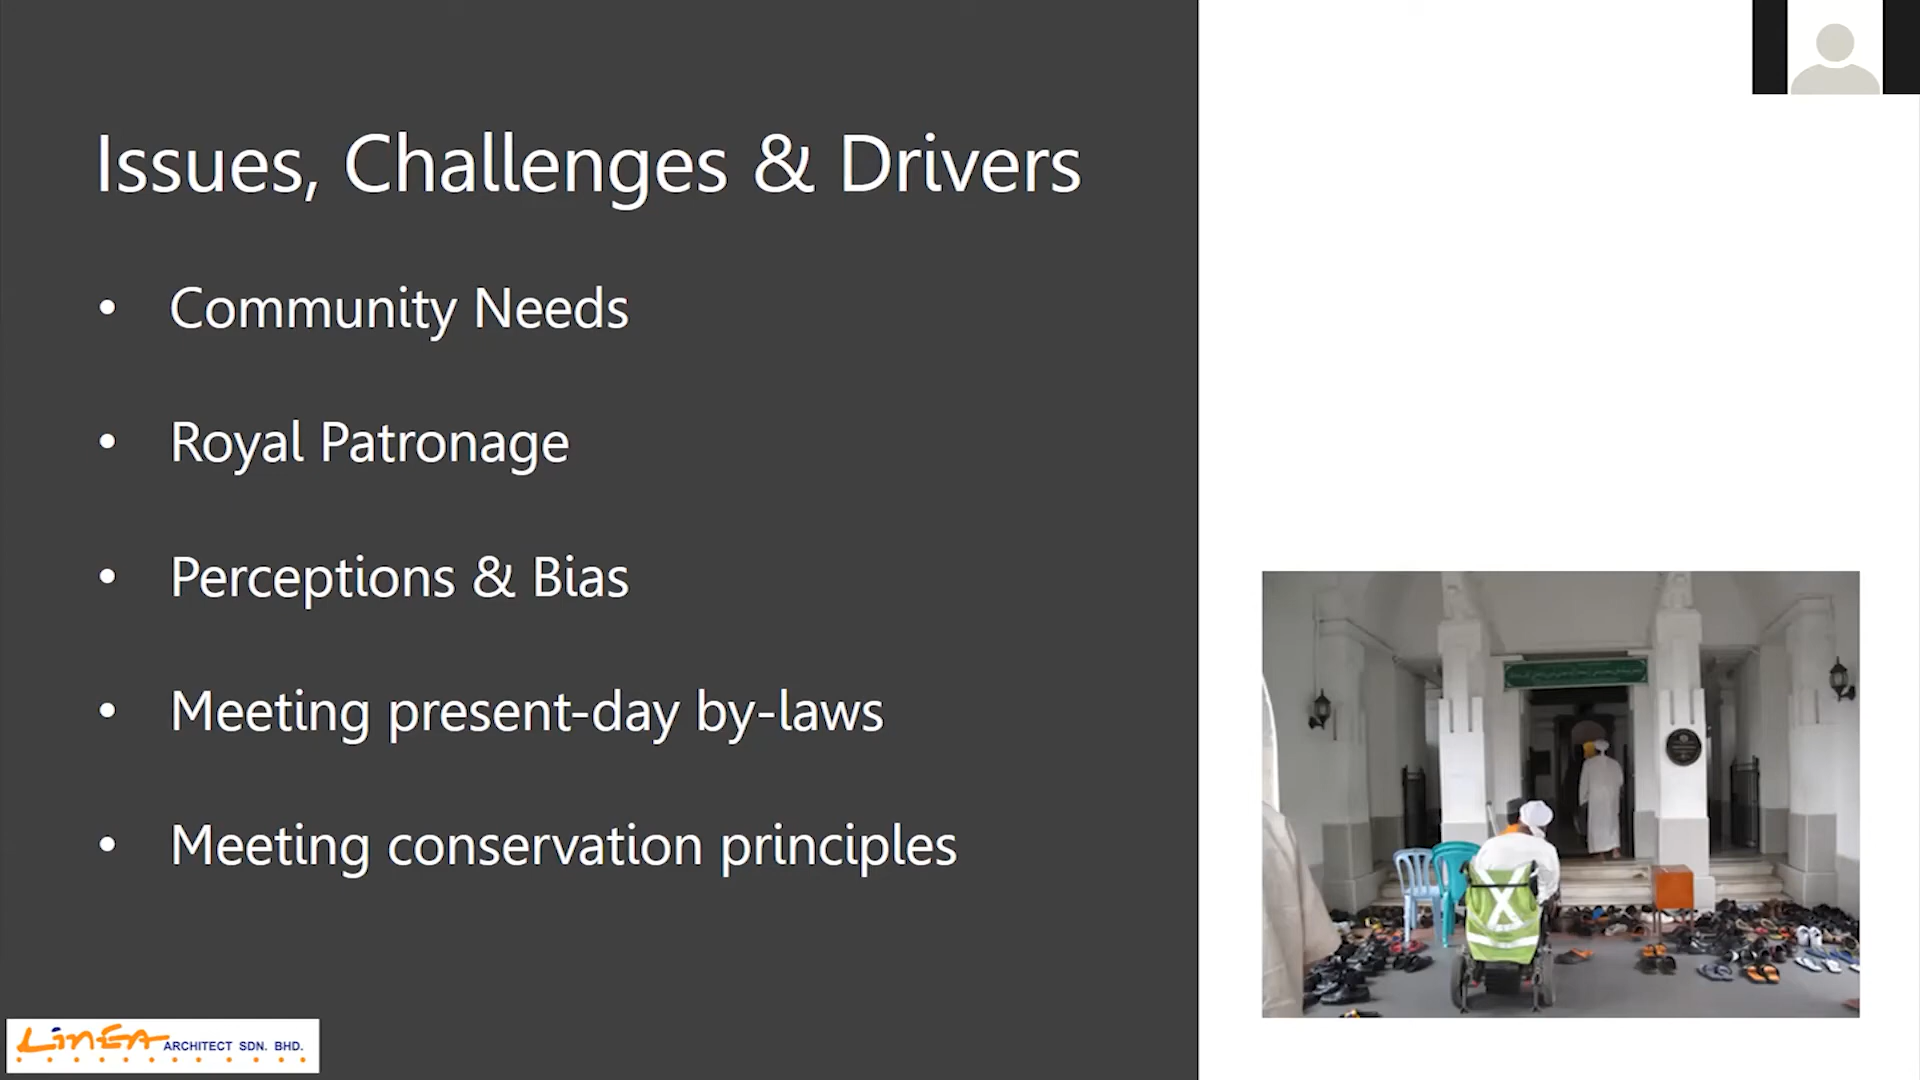 Issues, Challenges & Drivers
• Community Needs
• Royal Patronage
• Perceptions & Bias
• Meeting present-day by-laws
• Meeting conservation principles
LinEA ARCHITECT SDN. BHD.